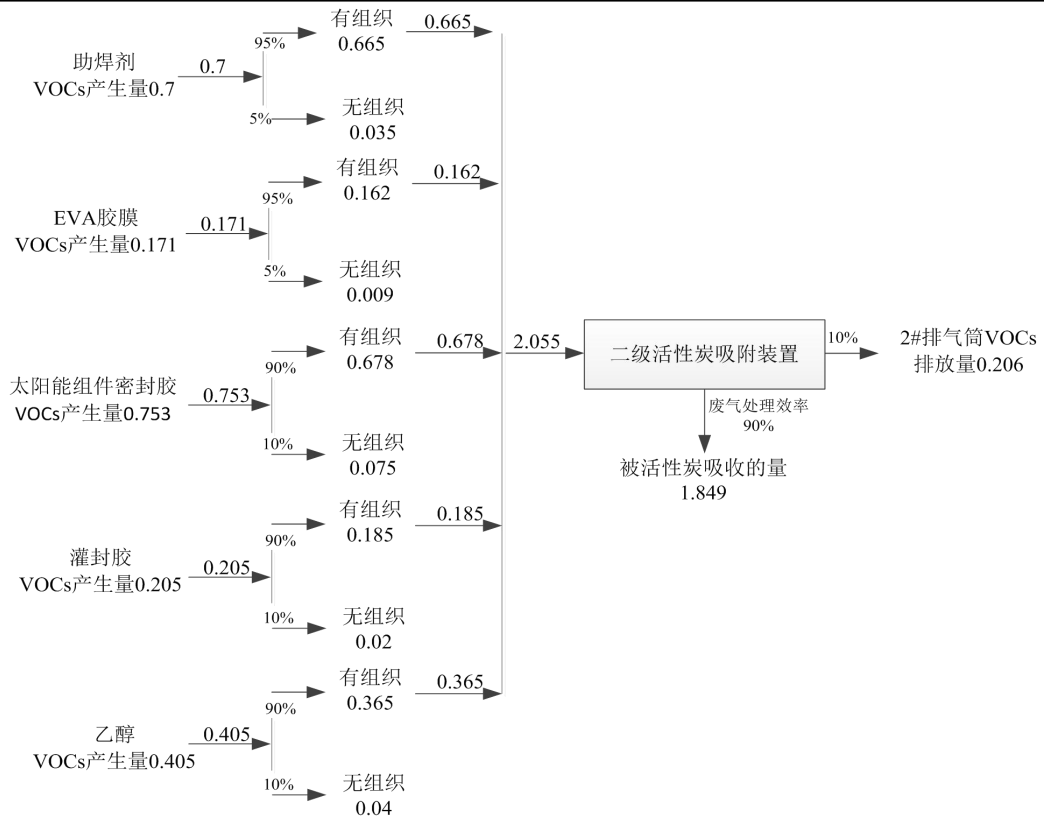 助焊剂
VOCs产生量0.7
0.7
95%
有组织
0.665
0.665
5%
无组织
0.035
EVA胶膜
VOCs产生量0.171
0.171
95%
有组织
0.162
0.162
5%
无组织
0.009
太阳能组件密封胶
VOCs产生量0.753
0.753
90%
有组织
0.678
0.678
10%
无组织
0.075
灌封胶
VOCs产生量0.205
0.205
90%
有组织
0.185
0.185
10%
无组织
0.02
乙醇
VOCs产生量0.405
0.405
90%
有组织
0.365
0.365
10%
无组织
0.04
2.055
二级活性炭吸附装置
10%
2#排气筒VOCs
排放量0.206
废气处理效率
90%
被活性炭吸收的量
1.849